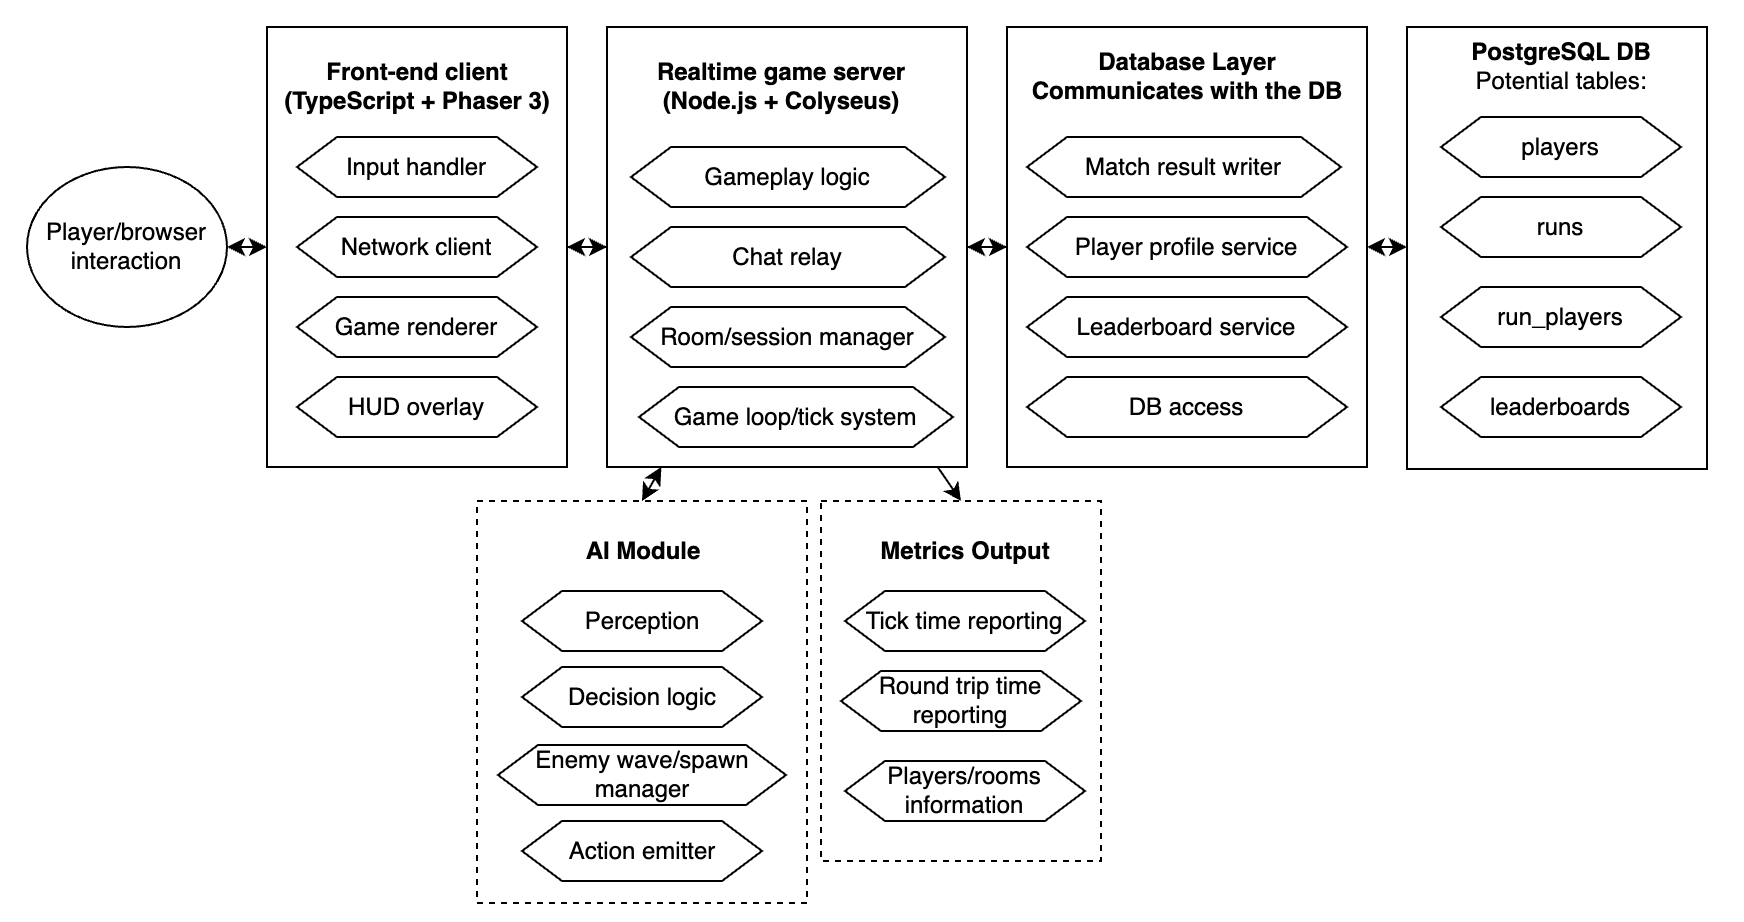 Player/browser
interaction
Front-end client
(TypeScript + Phaser 3)
Input handler
Network client
Game renderer
HUD overlay
Realtime game server
(Node.js + Colyseus)
Gameplay logic
Chat relay
Room/session manager
Game loop/tick system
Database Layer
Communicates with the DB
Match result writer
Player profile service
Leaderboard service
DB access
PostgreSQL DB
Potential tables:
players
runs
run_players
leaderboards
AI Module
Perception
Decision logic
Enemy wave/spawn
manager
Action emitter
Metrics Output
Tick time reporting
Round trip time
reporting
Players/rooms
information